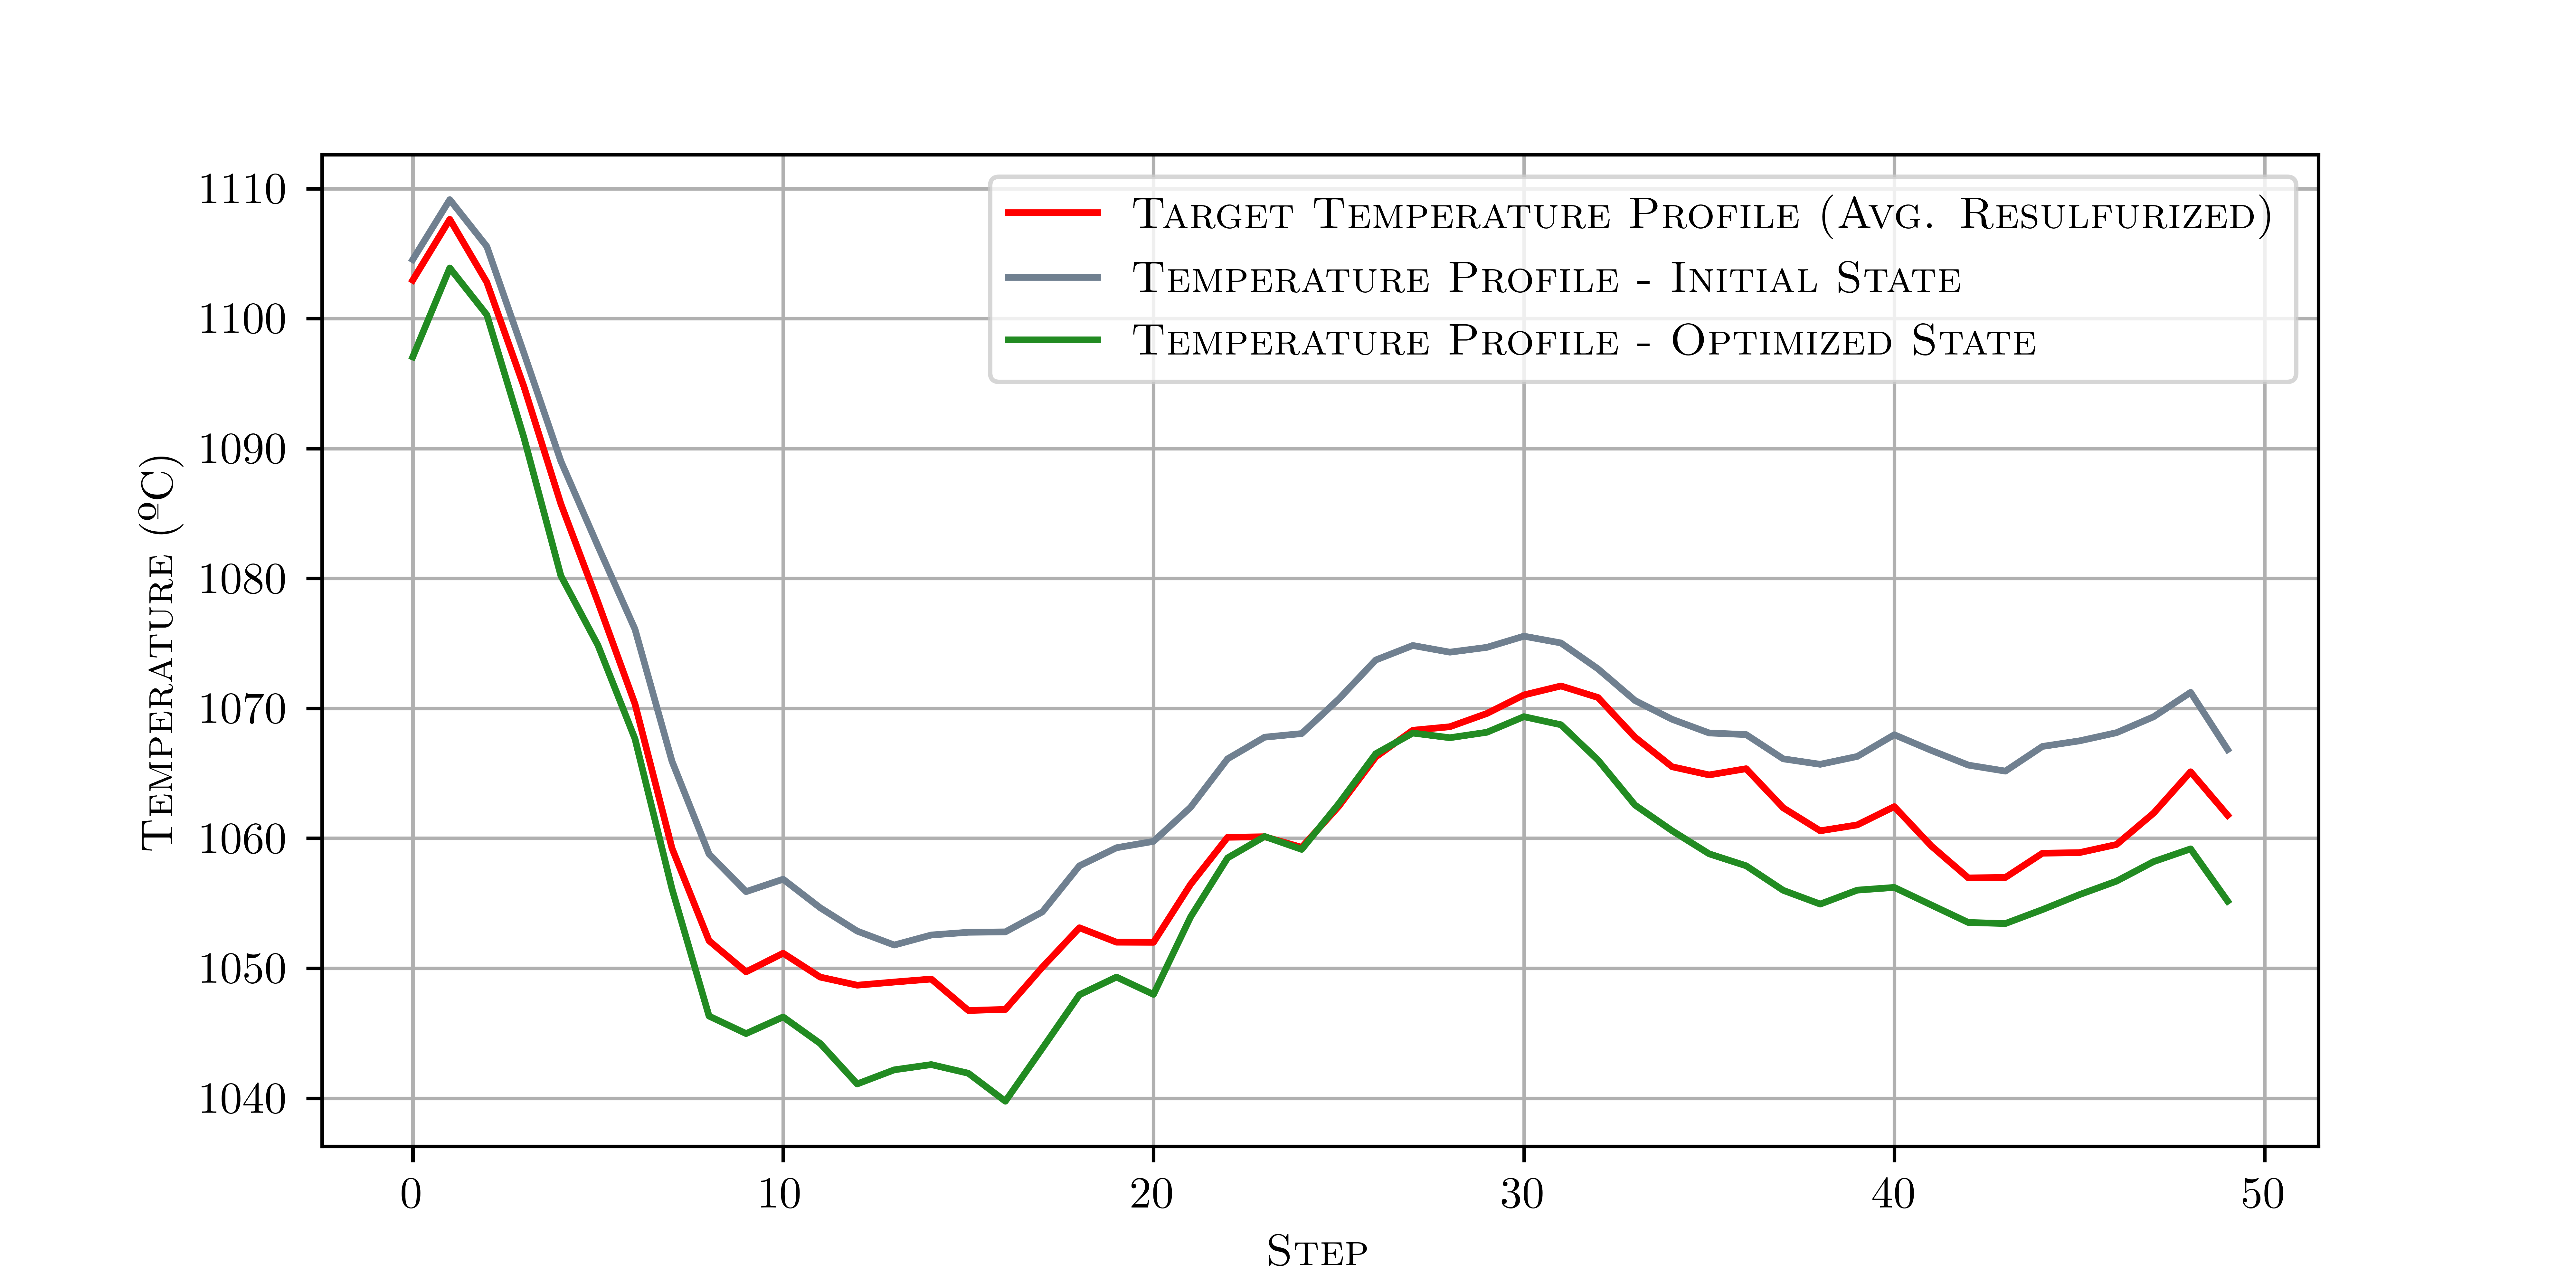 1110
1100
1090
1080
1070
1060
1050
1040
Temperature (ºC)
Target Temperature Profile (Avg. Resulfurized)
Temperature Profile - Initial State
Temperature Profile - Optimized State
0 10 20 30 40 50
Step